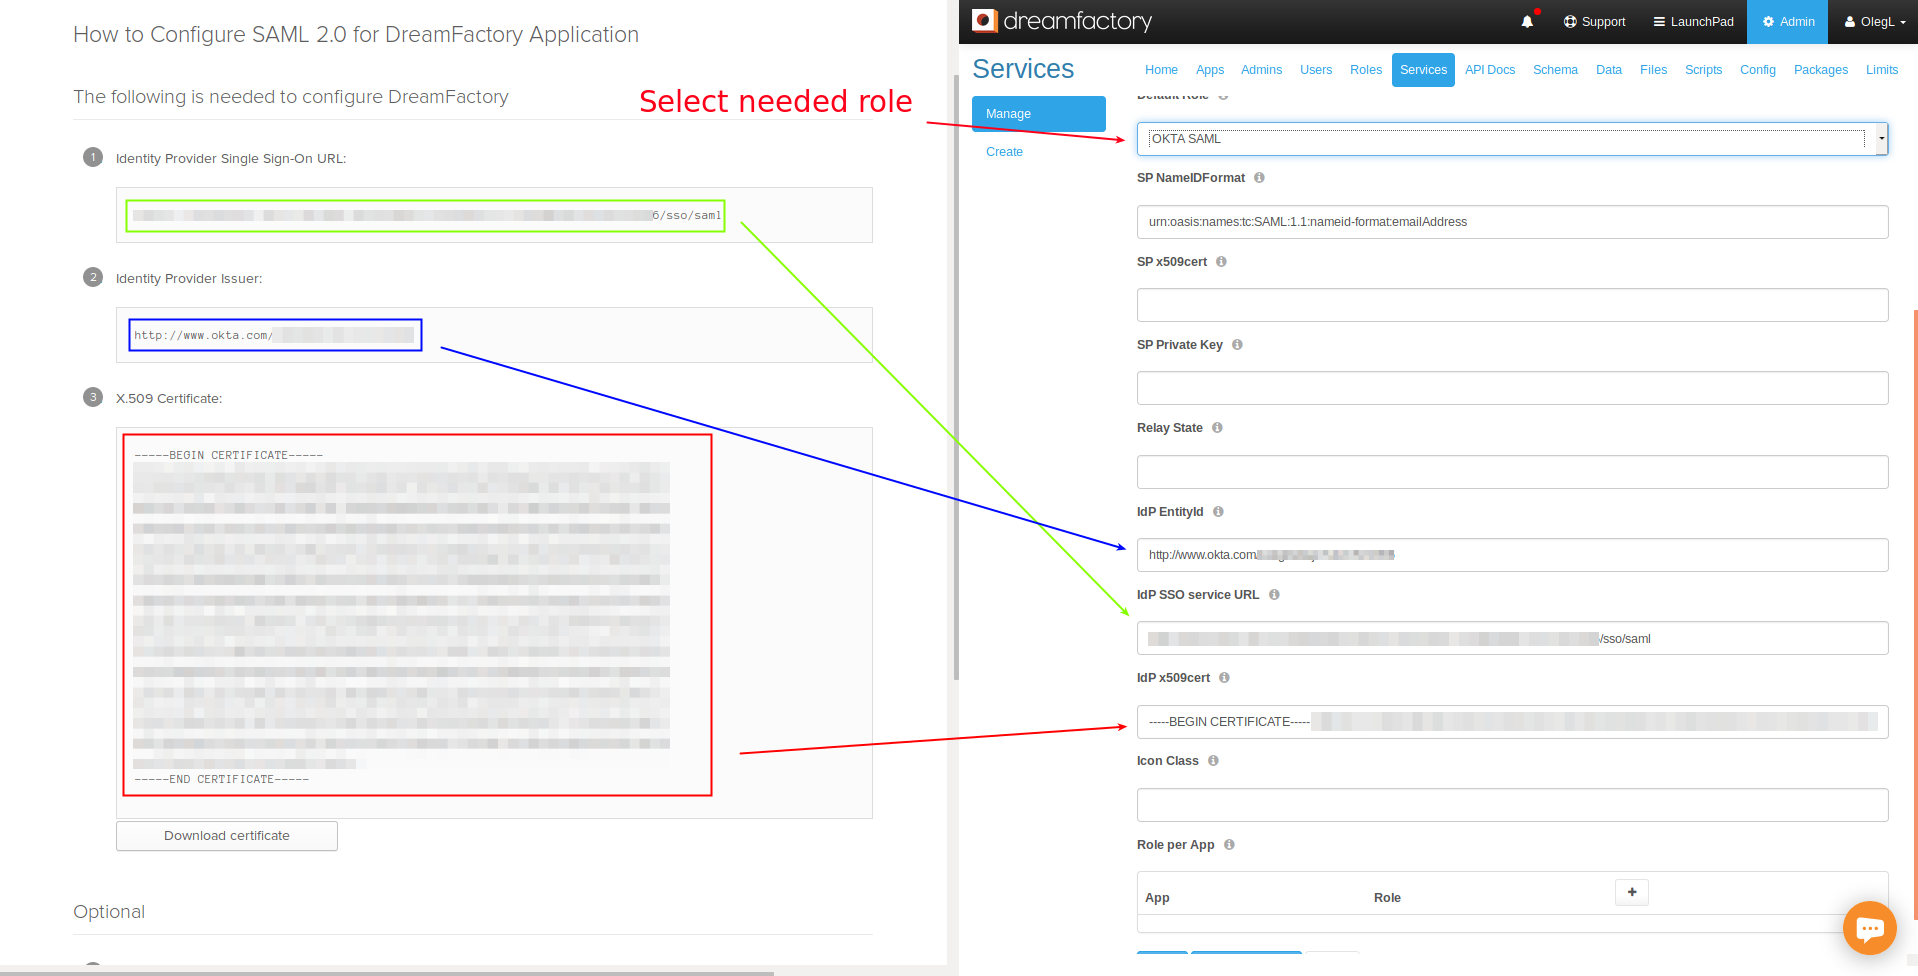 How to Configure SAML 2.0 for DreamFactory Application
The following is needed to configure DreamFactory
1 Identity Provider Single Sign-On URL:
6/sso/saml
2 Identity Provider Issuer:
http://www.okta.com/
3 X.509 Certificate:
-----BEGIN CERTIFICATE-----
-----END CERTIFICATE-----
Download certificate
Optional
Select needed role
dreamfactory
Support LaunchPad Admin OlegL
Services
Home Apps Admins Users Roles Services API Docs Schema Data Files Scripts Config Packages Limits
Manage
Create
Default Role
OKTA SAML
SP NameIDFormat
urn:oasis:names:tc:SAML:1.1:nameid-format:emailAddress
SP x509cert
SP Private Key
Relay State
IdP EntityId
http://www.okta.com/
IdP SSO service URL
/sso/saml
IdP x509cert
-----BEGIN CERTIFICATE-----
Icon Class
Role per App
App Role +